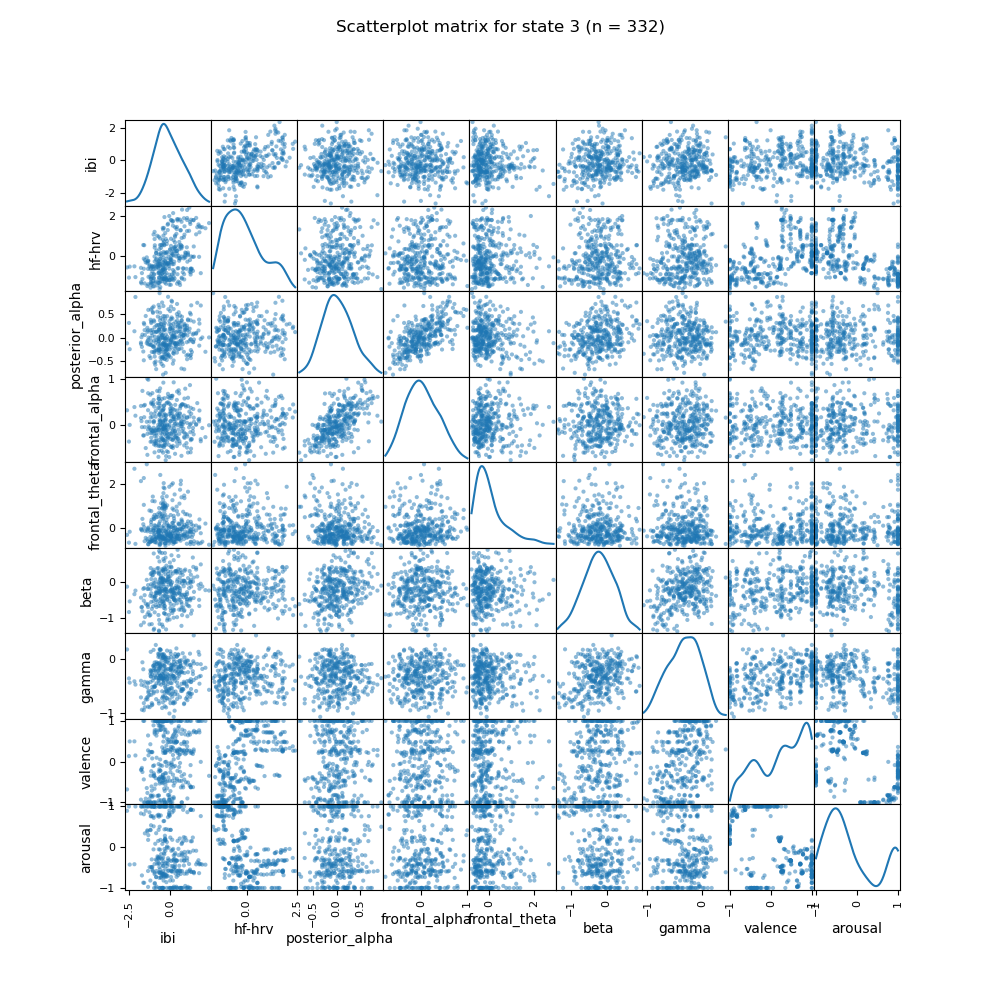 Scatterplot matrix for state 3 (n = 332)
2
0
-2
ibi
2
0
hf-hrv
0.5
0.0
−0.5
posterior_alpha
1
0
frontal_alpha
2
0
frontal_theta
0
−1
beta
0
−1
gamma
1
0
−1
valence
1
0
−1
arousal
−2.5 0.0 0.0 2.5 −0.5 0.0 0.5 0 1 0 2 −1 0 −1 0 −1 0 1 −1 0 1
ibi hf-hrv posterior_alpha frontal_alpha frontal_theta beta gamma valence arousal